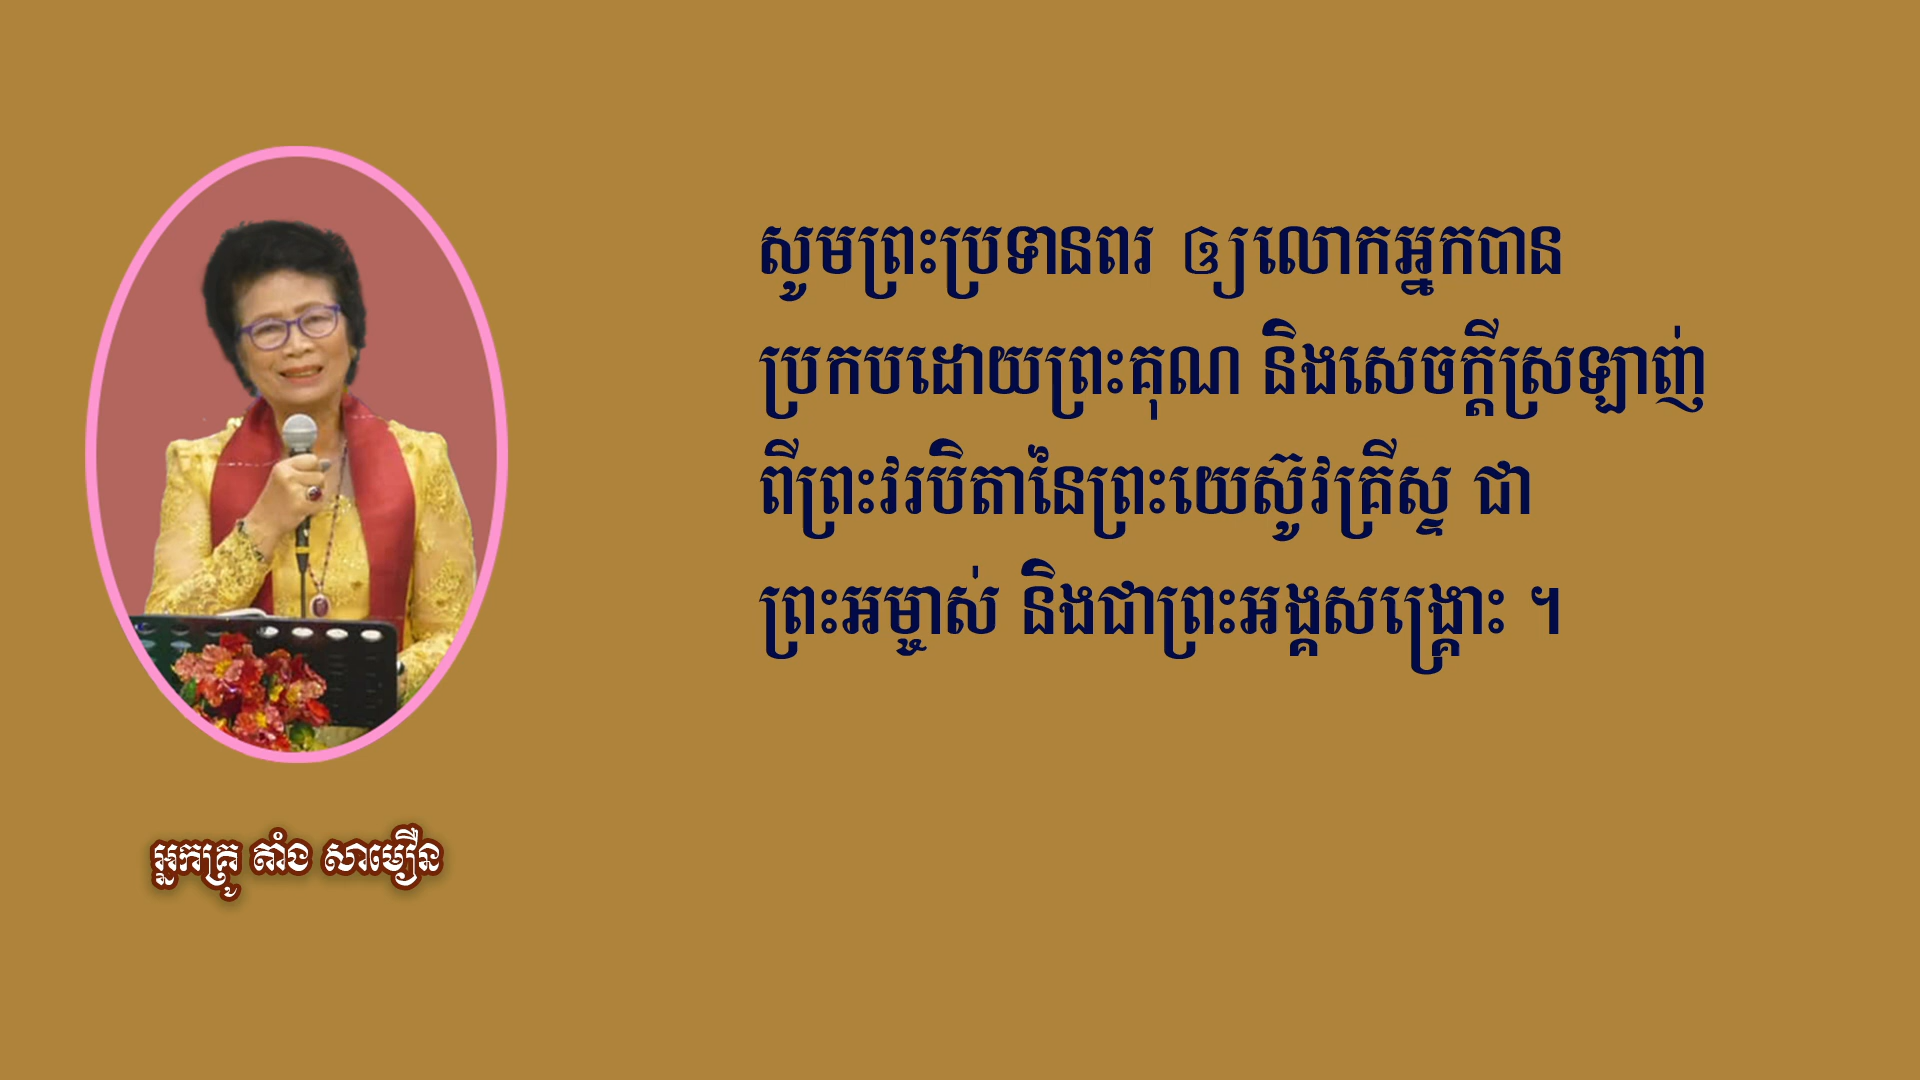 សូមព្រះប្រទានពរ ឲ្យលោកអ្នកបាន
ប្រកបដោយព្រះគុណ និងសេចក្ដីស្រឡាញ់
ពីព្រះវរបិតានៃព្រះយេស៊ូវគ្រីស្ទ ជា
ព្រះអម្ចាស់ និងជាព្រះអង្គសង្គ្រោះ ។
អ្នកគ្រូ តាំង សាមឿន